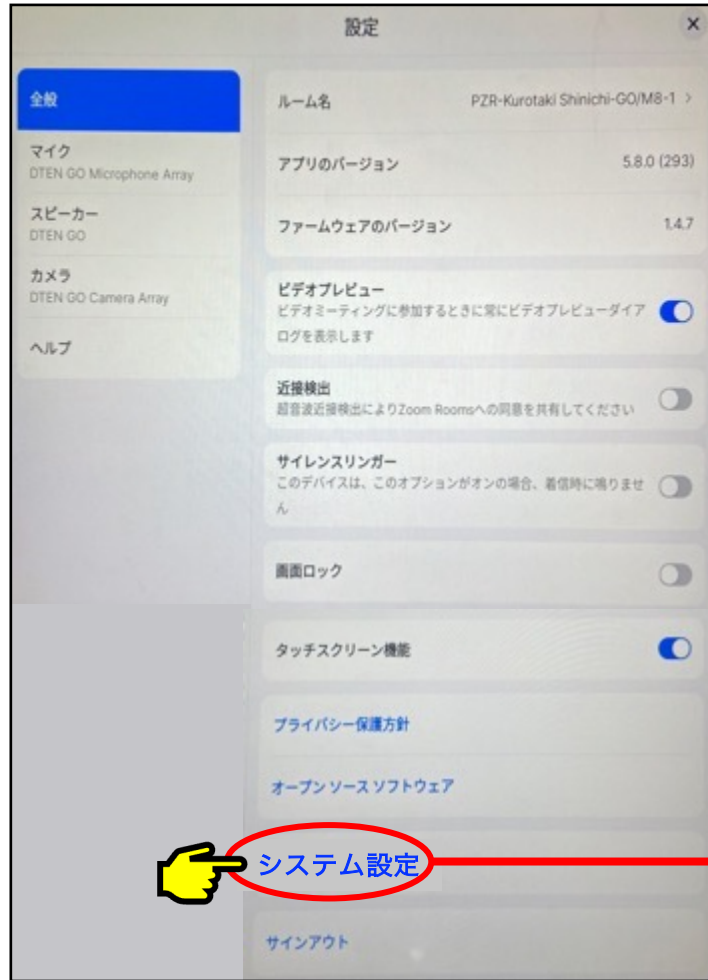 設定
全般
マイク
DTEN GO Microphone Array
スピーカー
DTEN GO
カメラ
DTEN GO Camera Array
ヘルプ
ルーム名 PZR-Kurotaki Shinichi-GO/M8-1 >
アプリのバージョン 5.8.0 (293)
ファームウェアのバージョン 1.4.7
ビデオプレビュー
ビデオミーティングに参加するときに常にビデオプレビューダイア
ログを表示します
近接検出
超音波近接検出によりZoom Roomsへの同意を共有してください
サイレンスリンガー
このデバイスは、このオプションがオンの場合、着信時に鳴りませ
ん
画面ロック
タッチスクリーン機能
プライバシー保護方針
オープン ソース ソフトウェア
システム設定
サインアウト